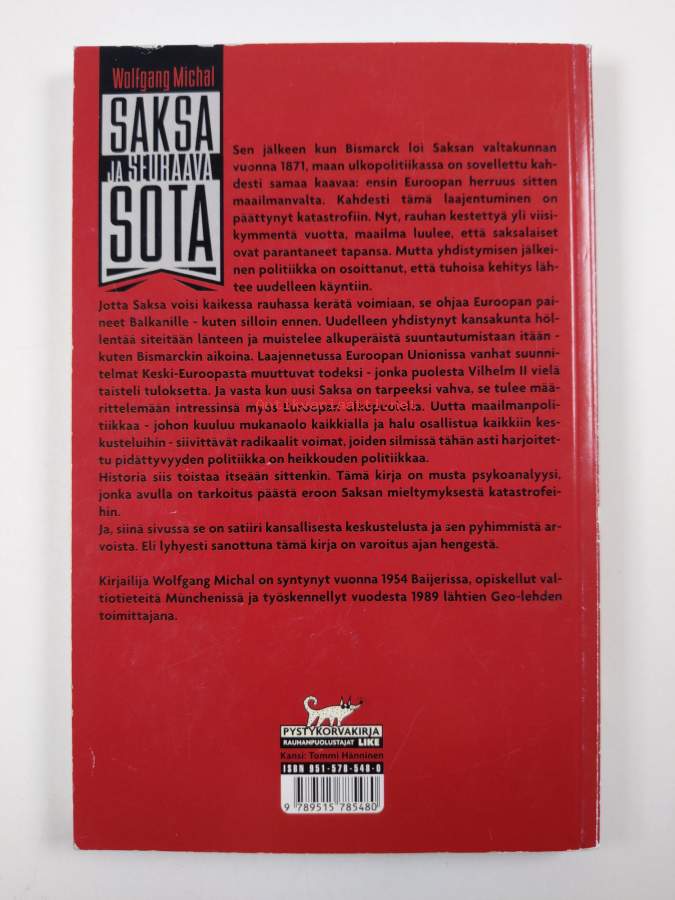 Wolfgang Michal
SAKSA
JA SEURAAVA
SOTA
Sen jälkeen kun Bismarck loi Saksan valtakunnan
vuonna 1871, maan ulkopolitiikassa on sovellettu kah-
desti samaa kaavaa: ensin Euroopan herruus sitten
maailmanvalta. Kahdesti tämä laajentuminen on
päättynyt katastrofiin. Nyt, rauhan kestettyä yli viisi-
kymmentä vuotta, maailma luulee, että saksalaiset
ovat parantaneet tapansa. Mutta yhdistymisen jälkei-
nen politiikka on osoittanut, että tuhoisa kehitys läh-
tee uudelleen käyntiin.
Jotta Saksa voisi kaikessa rauhassa kerätä voimiaan, se ohjaa Euroopan pai-
neet Balkanille - kuten silloin ennen. Uudelleen yhdistynyt kansakunta höl-
lentää siteitään länteen ja muistelee alkuperäistä suuntautumistaan itään -
kuten Bismarckin aikoina. Laajennetussa Euroopan Unionissa vanhat suunni-
telmat Keski-Euroopasta muuttuvat todeksi - jonka puolesta Vilhelm II vielä
taisteli tuloksetta. Ja vasta kun uusi Saksa on tarpeeksi vahva, se tulee mää-
rittelemään intressinsä myös Euroopan ulkopuolella. Uutta maailmanpoli-
tiikkaa - johon kuuluu mukanaolo kaikkialla ja halu osallistua kaikkiin kes-
kusteluihin - siivittävät radikaalit voimat, joiden silmissä tähän asti harjoitet-
tu pidättyvyyden politiikka on heikkouden politiikkaa.
Historia siis toistaa itseään sittenkin. Tämä kirja on musta psykoanalyysi,
jonka avulla on tarkoitus päästä eroon Saksan mieltymyksestä katastrofei-
hin.
Ja, siinä sivussa se on satiiri kansallisesta keskustelusta ja sen pyhimmistä ar-
voista. Eli lyhyesti sanottuna tämä kirja on varoitus ajan hengestä.
Kirjailija Wolfgang Michal on syntynyt vuonna 1954 Baijerissa, opiskellut val-
tiotieteitä Münchenissä ja työskennellyt vuodesta 1989 lähtien Geo-lehden
toimittajana.
PYSTYKORVAKIRJA
RAUHANPUOLUSTAJAT LIKE
Kansi: Tommi Hänninen
ISBN 951-578-548-0
9 789515 785480